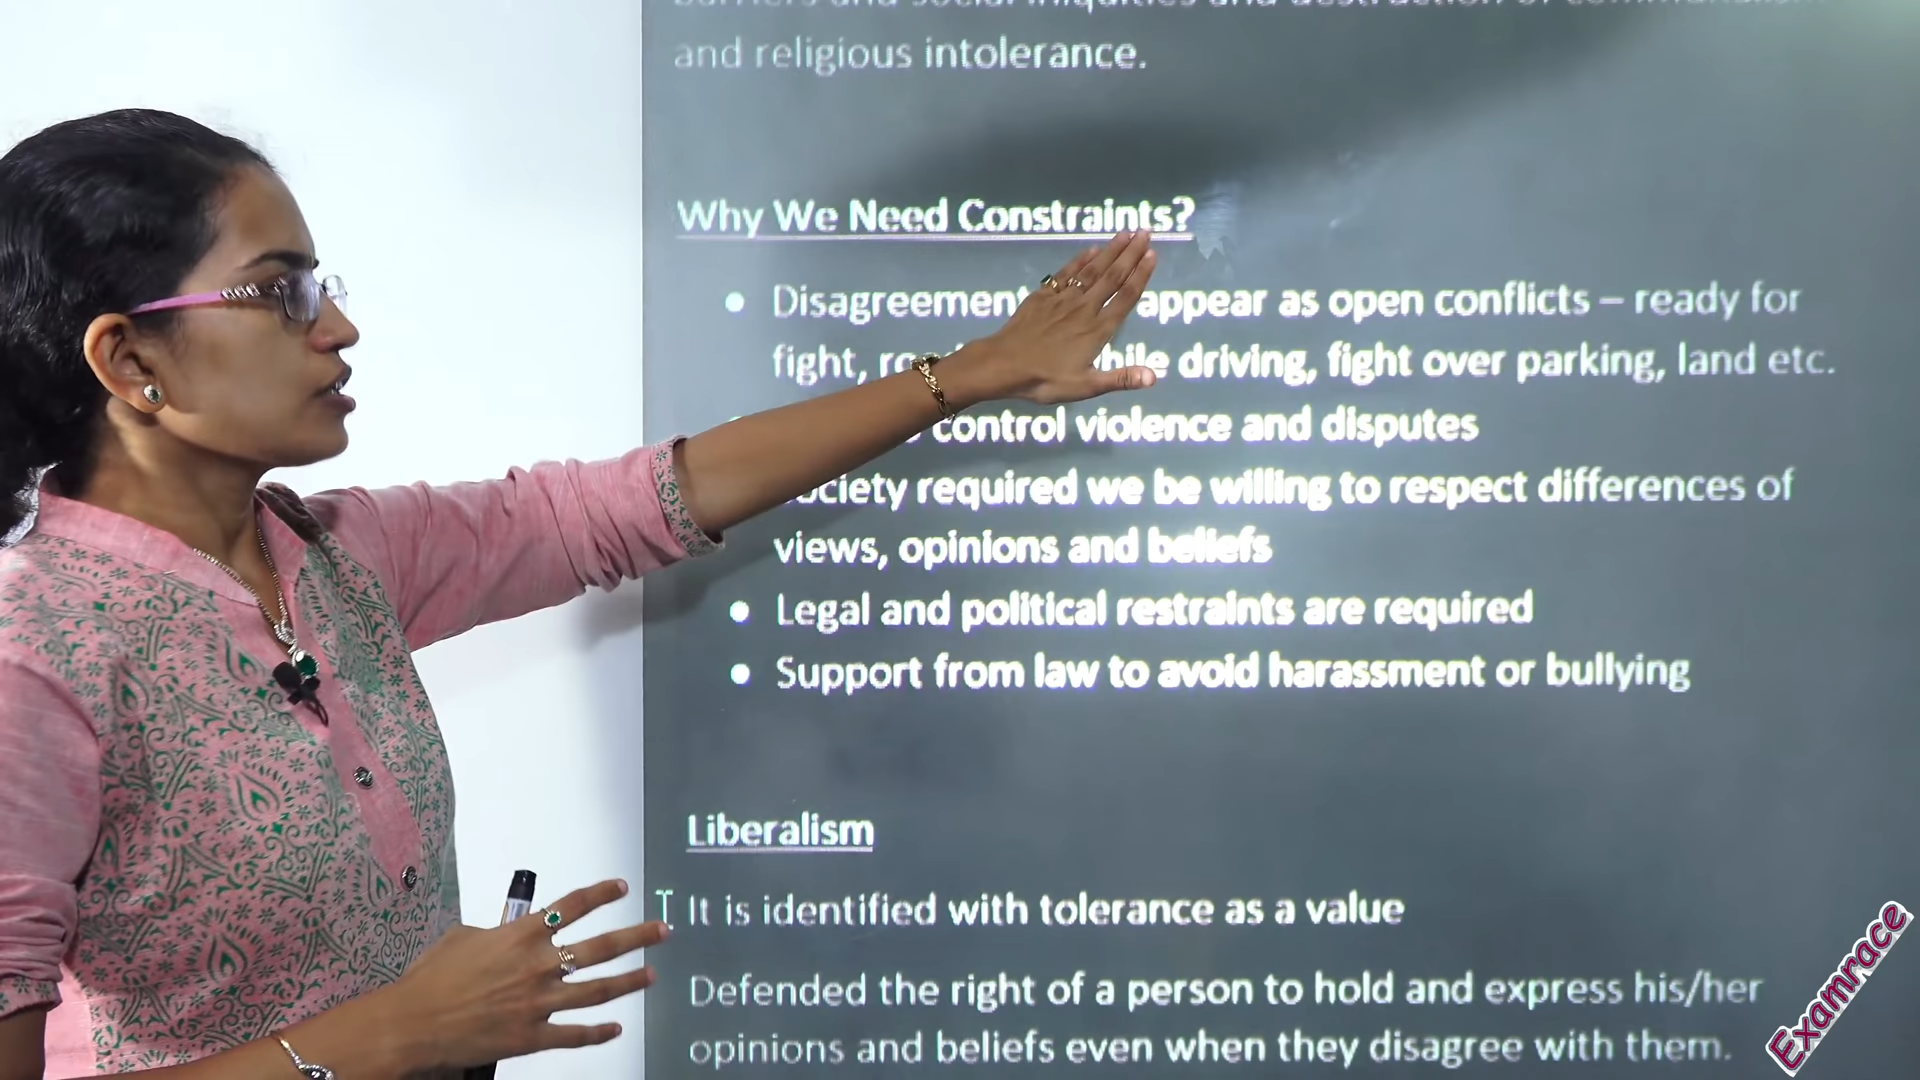 and religious intolerance.
Why We Need Constraints?
Disagreement appear as open conflicts – ready for
fight, while driving, fight over parking, land etc.
control violence and disputes
Society required we be willing to respect differences of
views, opinions and beliefs
Legal and political restraints are required
Support from law to avoid harassment or bullying
Liberalism
It is identified with tolerance as a value
Defended the right of a person to hold and express his/her
opinions and beliefs even when they disagree with them.
Examrace